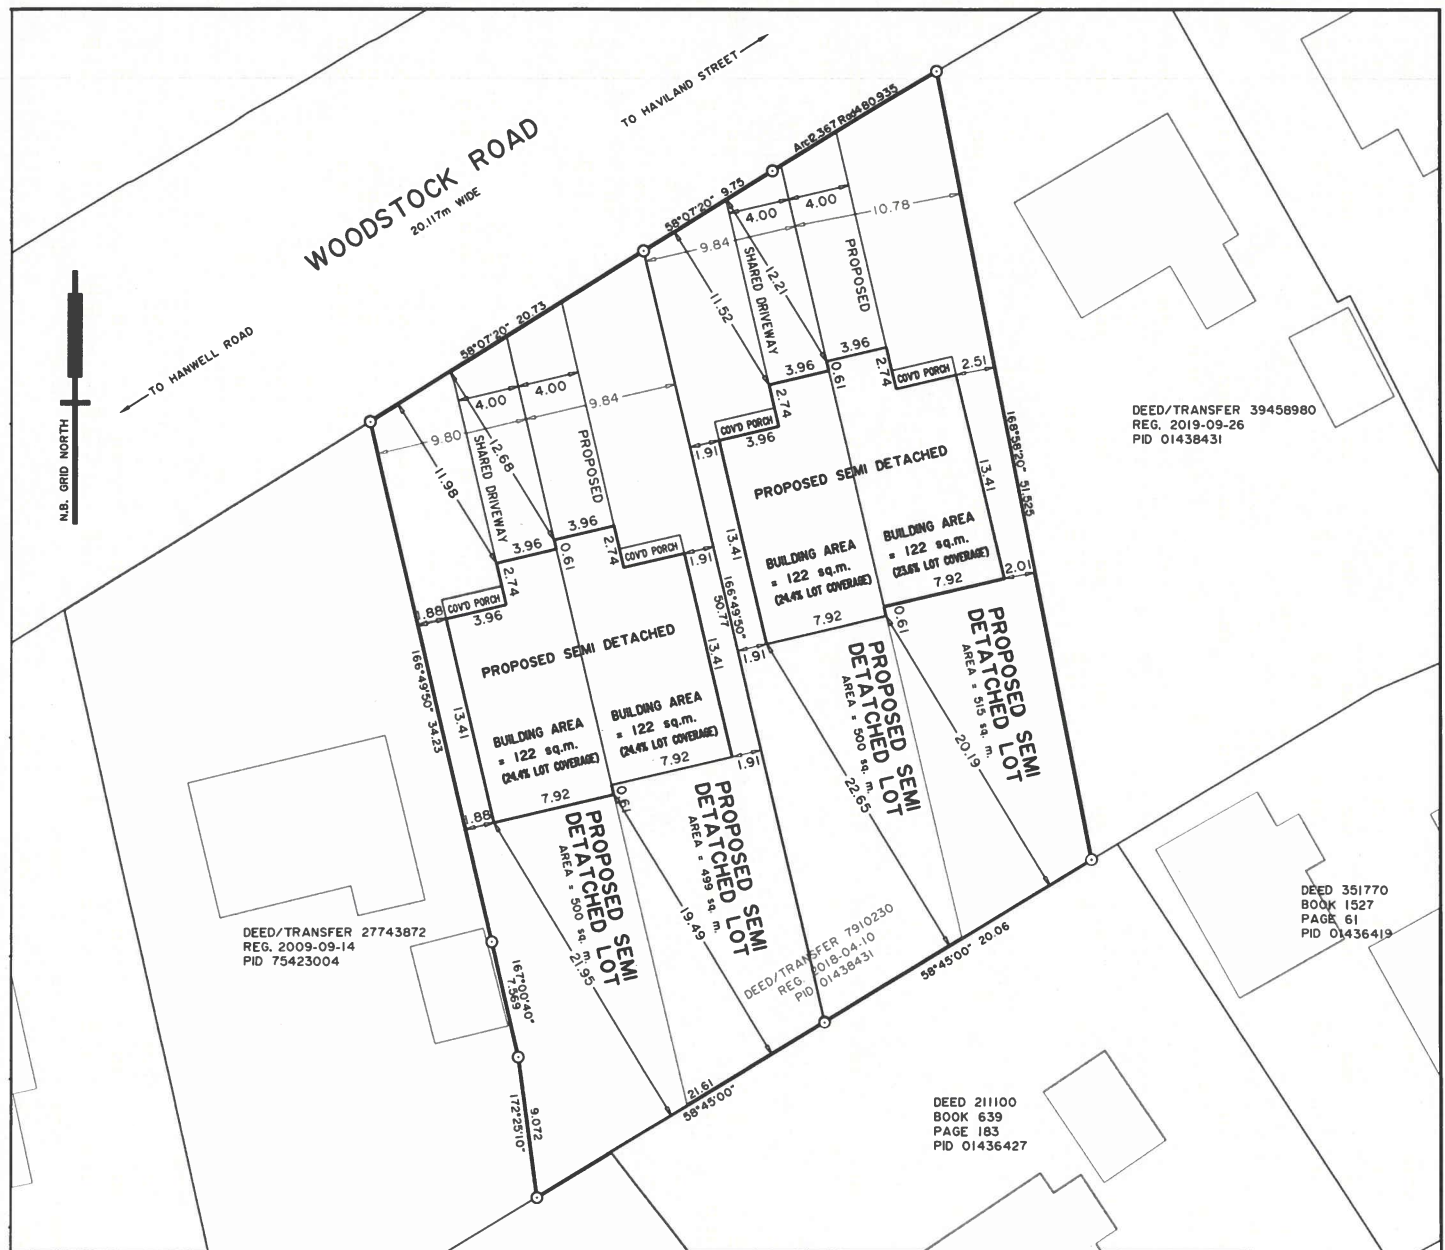 TO HAVILAND STREET
WOODSTOCK ROAD
20.117m WIDE
TO HANWELL ROAD
N.B. GRID NORTH
58°07'20" 20.73
58°07'20" 9.75
4.00
4.00
10.78
9.84
11.52
12.21
SHARED DRIVEWAY
PROPOSED
3.96
3.96
2.74
0.61
2.74
COV'D PORCH
COV'D PORCH
2.51
3.96
1.91
4.00
4.00
9.84
9.80
11.98
12.68
SHARED DRIVEWAY
PROPOSED
3.96
3.96
2.74
0.61
2.74
COV'D PORCH
COV'D PORCH
1.91
1.88
3.96
168°58'20" 51.525
13.41
PROPOSED SEMI DETACHED
BUILDING AREA
= 122 sq.m.
(24.4% LOT COVERAGE)
BUILDING AREA
= 122 sq.m.
(23.6% LOT COVERAGE)
7.92
2.01
13.41
166°49'50"
50.77
7.92
0.61
1.91
13.41
PROPOSED SEMI DETACHED
BUILDING AREA
= 122 sq.m.
(24.4% LOT COVERAGE)
BUILDING AREA
= 122 sq.m.
(24.4% LOT COVERAGE)
7.92
1.91
166°49'50" 34.23
13.41
7.92
0.61
1.88
PROPOSED SEMI
DETATCHED LOT
AREA = 500 sq. m.
21.95
PROPOSED SEMI
DETATCHED LOT
AREA = 499 sq. m.
19.49
PROPOSED SEMI
DETATCHED LOT
AREA = 500 sq. m.
22.65
PROPOSED SEMI
DETATCHED LOT
AREA = 515 sq. m.
20.19
DEED/TRANSFER 39458980
REG. 2019-09-26
PID 01438431
DEED/TRANSFER 27743872
REG. 2009-09-14
PID 75423004
167°00'40"
7.569
172°25'10"
9.072
DEED/TRANSFER 7910230
REG. 2018-04-10
PID 01438431
58°45'00" 20.06
21.61
58°45'00"
DEED 351770
BOOK 1527
PAGE 61
PID 01436419
DEED 211100
BOOK 639
PAGE 183
PID 01436427